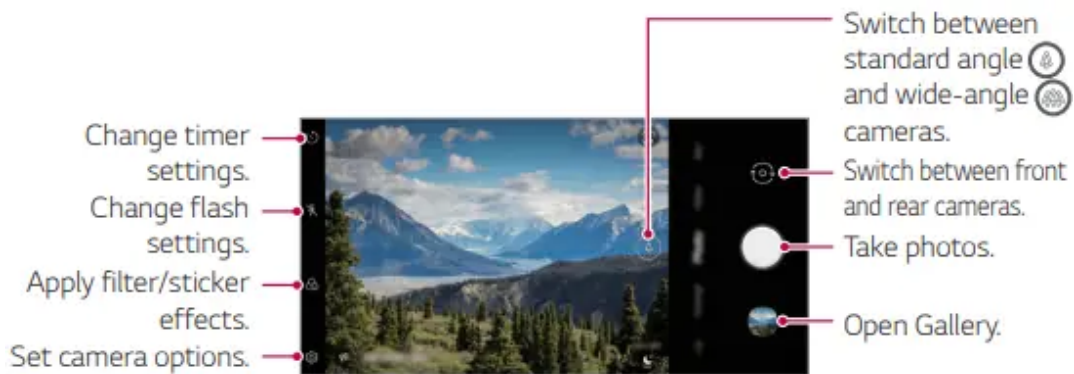 Change timer
settings.
Change flash
settings.
Apply filter/sticker
effects.
Set camera options.
Switch between
standard angle
and wide-angle
cameras.
Switch between front
and rear cameras.
Take photos.
Open Gallery.